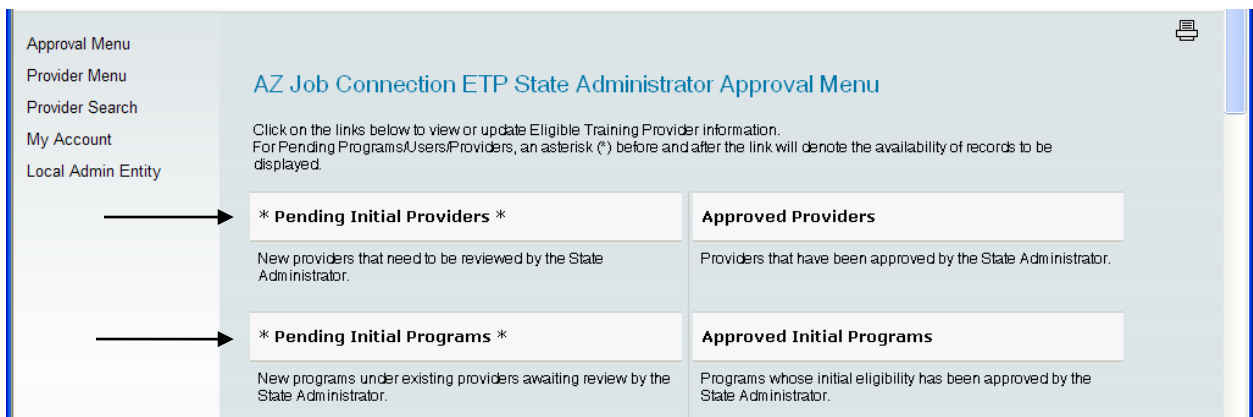 Approval Menu
Provider Menu
Provider Search
My Account
Local Admin Entity
AZ Job Connection ETP State Administrator Approval Menu
Click on the links below to view or update Eligible Training Provider information.
For Pending Programs/Users/Providers, an asterisk (*) before and after the link will denote the availability of records to be
displayed.
* Pending Initial Providers *
Approved Providers
New providers that need to be reviewed by the State
Administrator.
Providers that have been approved by the State Administrator.
* Pending Initial Programs *
Approved Initial Programs
New programs under existing providers awaiting review by the
State Administrator.
Programs whose initial eligibility has been approved by the
State Administrator.